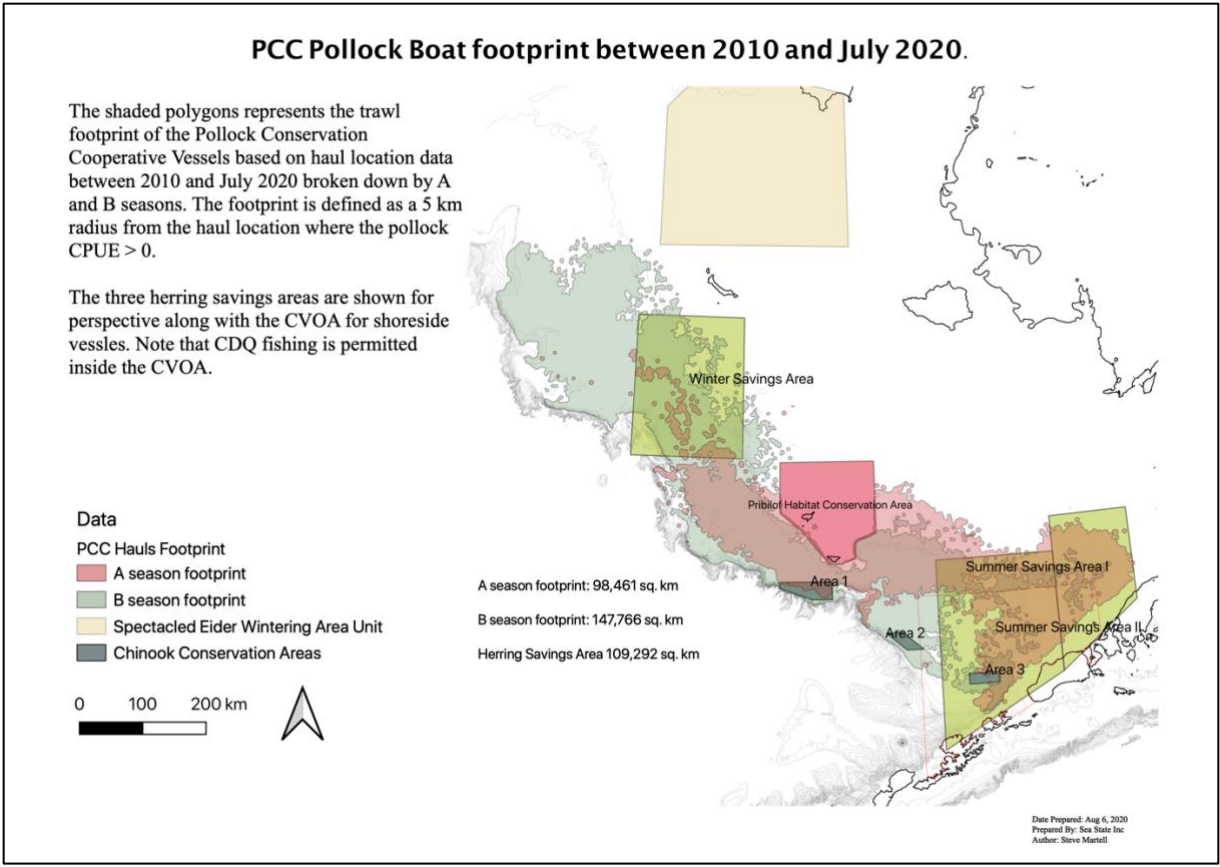 PCC Pollock Boat footprint between 2010 and July 2020.
The shaded polygons represents the trawl
footprint of the Pollock Conservation
Cooperative Vessels based on haul location data
between 2010 and July 2020 broken down by A
and B seasons. The footprint is defined as a 5 km
radius from the haul location where the pollock
CPUE > 0.
The three herring savings areas are shown for
perspective along with the CVOA for shoreside
vessles. Note that CDQ fishing is permitted
inside the CVOA.
Winter Savings Area
Pribilof Habitat Conservation Area
Summer Savings Area I
Area 1
Summer Savings Area II
Area 2
Area 3
Data
PCC Hauls Footprint
A season footprint
B season footprint
Spectacled Eider Wintering Area Unit
Chinook Conservation Areas
0 100 200 km
A season footprint: 98,461 sq. km
B season footprint: 147,766 sq. km
Herring Savings Area 109,292 sq. km
Date Prepared: Aug 6, 2020
Prepared By: Sea State Inc
Author: Steve Martell